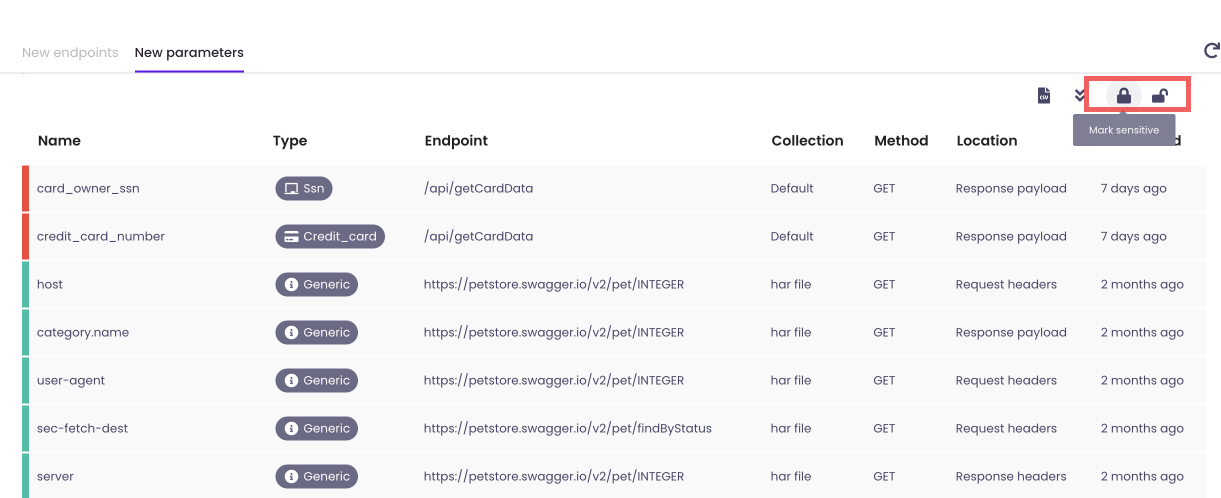 New endpoints New parameters
CSV
Mark sensitive
Name Type Endpoint Collection Method Location d
card_owner_ssn Ssn /api/getCardData Default GET Response payload 7 days ago
credit_card_number Credit_card /api/getCardData Default GET Response payload 7 days ago
host Generic https://petstore.swagger.io/v2/pet/INTEGER har file GET Request headers 2 months ago
category.name Generic https://petstore.swagger.io/v2/pet/INTEGER har file GET Response payload 2 months ago
user-agent Generic https://petstore.swagger.io/v2/pet/INTEGER har file GET Request headers 2 months ago
sec-fetch-dest Generic https://petstore.swagger.io/v2/pet/findByStatus har file GET Request headers 2 months ago
server Generic https://petstore.swagger.io/v2/pet/INTEGER har file GET Response headers 2 months ago